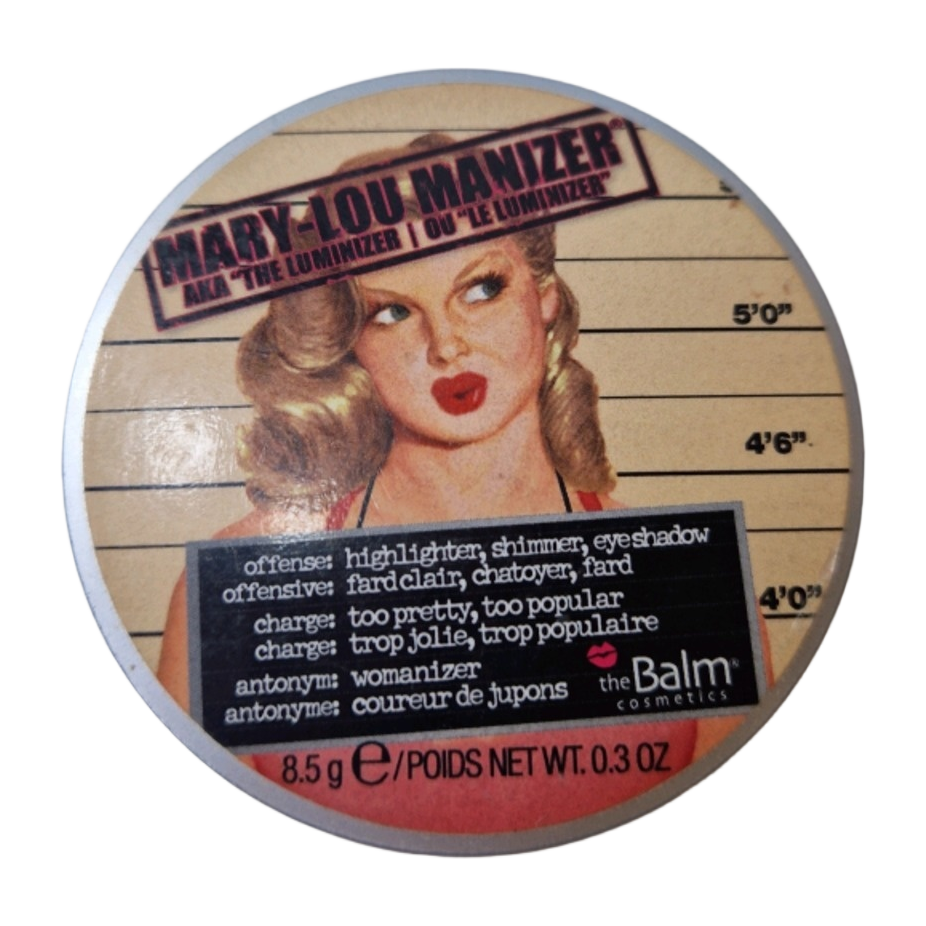 MARY-LOU MANIZER®
AKA "THE LUMINIZER | OU "LE LUMINIZER"
5'0"
4'6"
4'0"
offense: highlighter, shimmer, eyeshadow
offensive: fard clair, chatoyer, fard
charge: too pretty, too popular
charge: trop jolie, trop populaire
antonym: womanizer
antonyme: coureur de jupons
theBalm®
cosmetics
8.5 g e/POIDS NET WT. 0.3 OZ